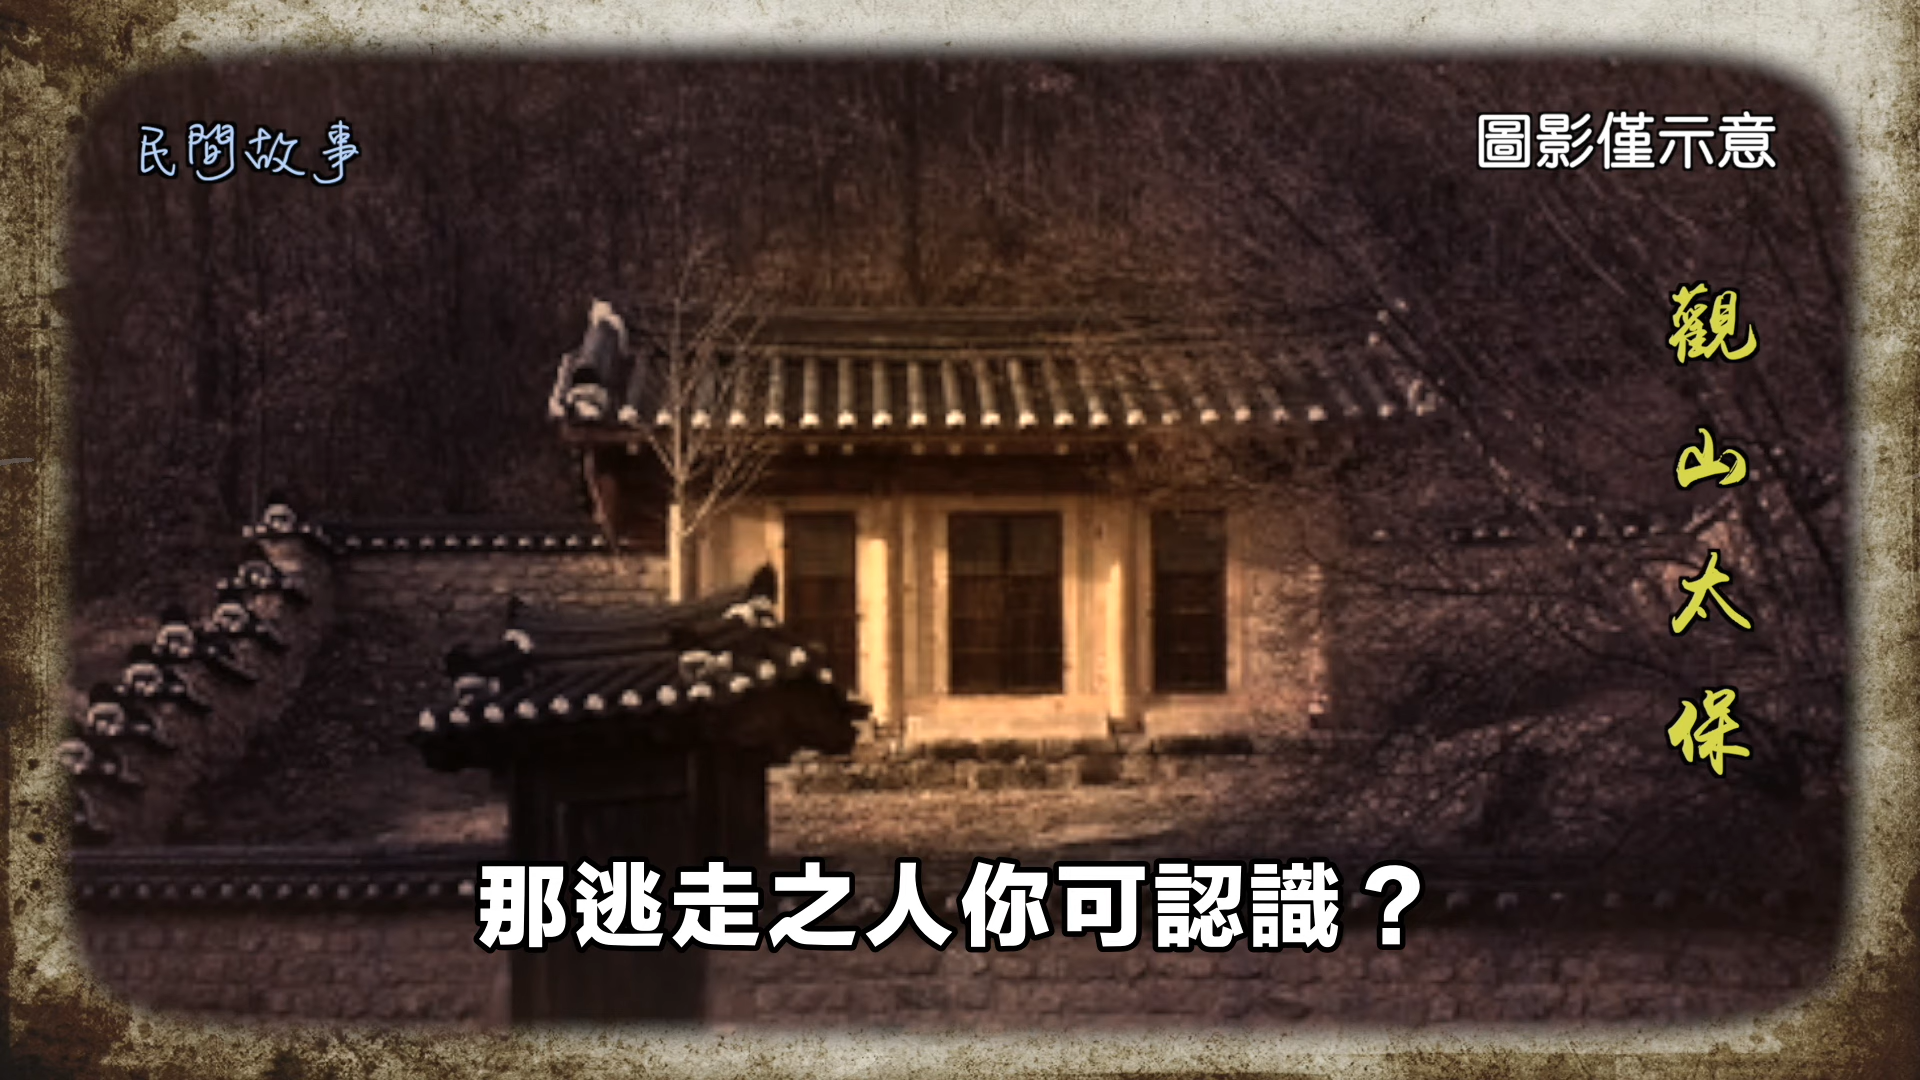 民間故事
圖影僅示意
觀山太保
那逃走之人你可認識？